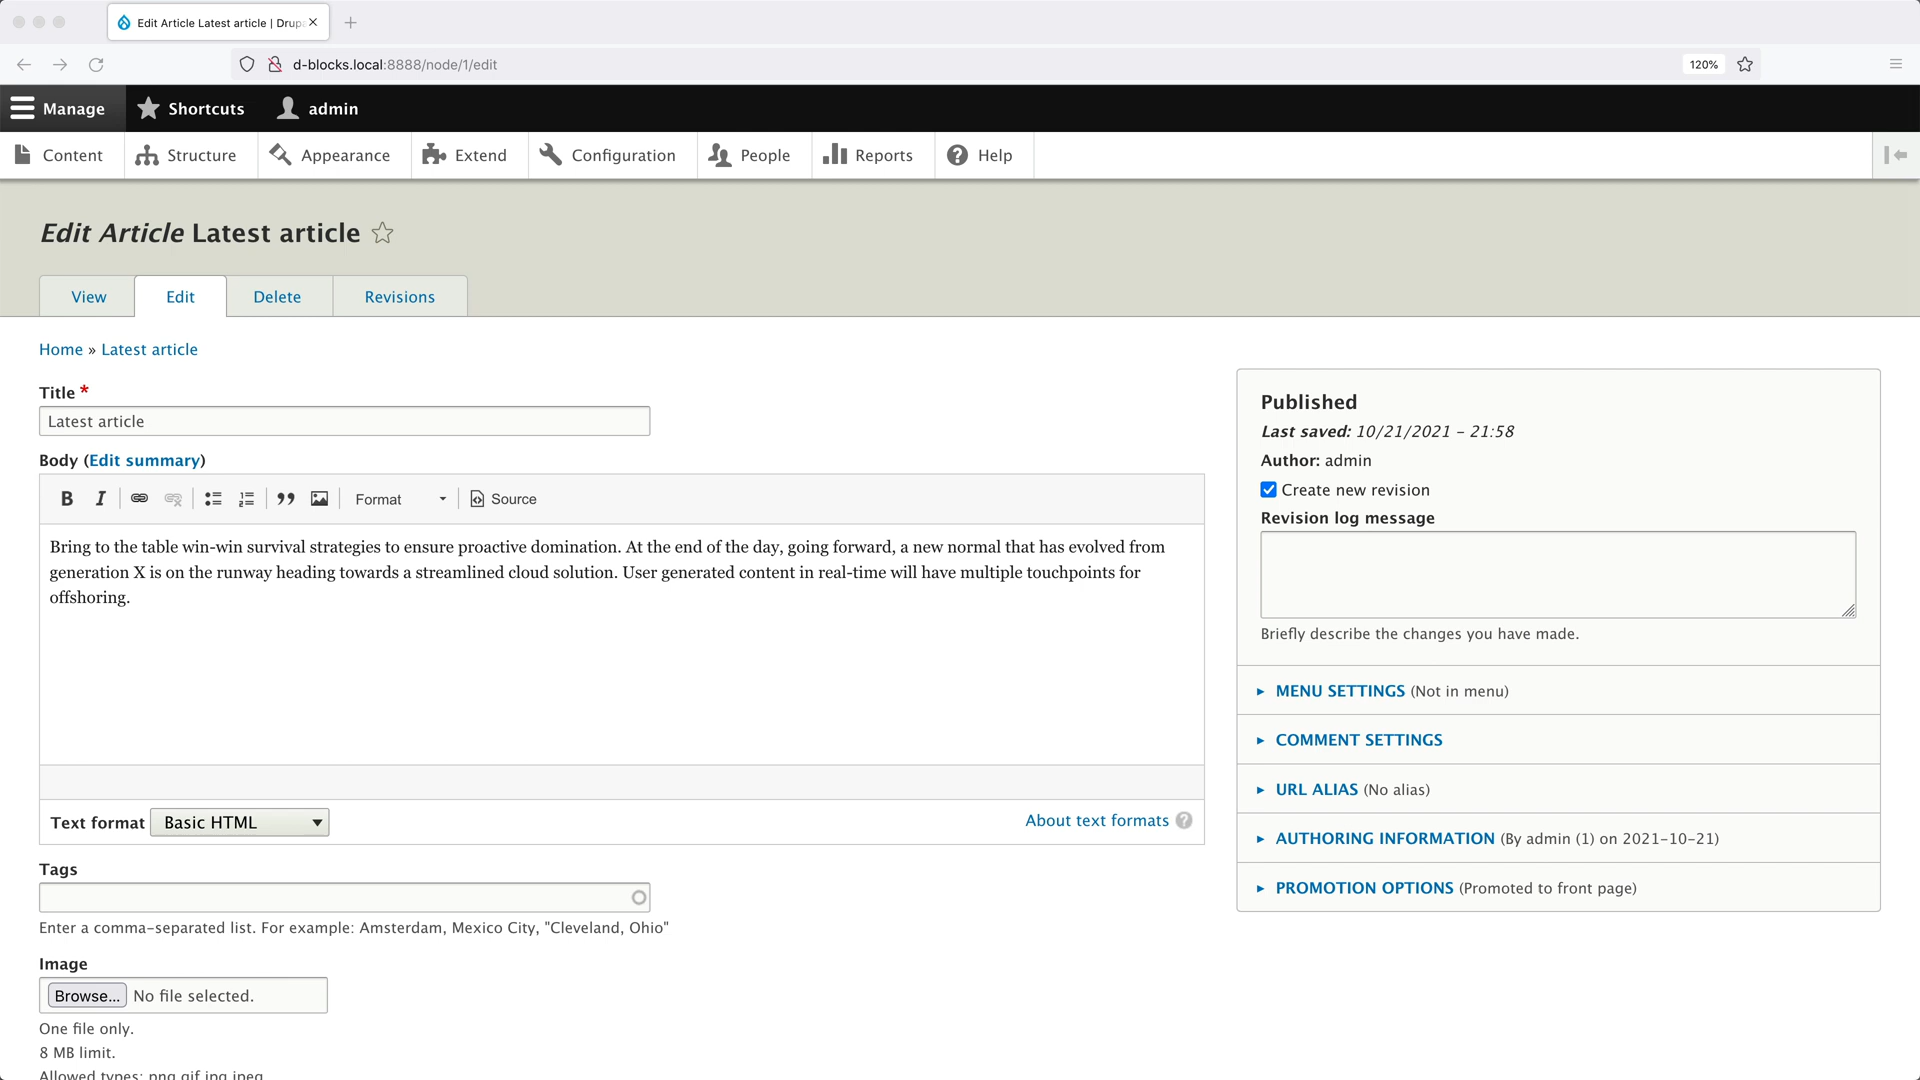 Edit Article Latest article | Drup
d-blocks.local:8888/node/1/edit
120%
Manage
Shortcuts
admin
Content
Structure
Appearance
Extend
Configuration
People
Reports
Help
Edit Article Latest article
View
Edit
Delete
Revisions
Home » Latest article
Title *
Latest article
Body (Edit summary)
B I
Format
Source
Bring to the table win-win survival strategies to ensure proactive domination. At the end of the day, going forward, a new normal that has evolved from
generation X is on the runway heading towards a streamlined cloud solution. User generated content in real-time will have multiple touchpoints for
offshoring.
Text format Basic HTML
About text formats ?
Tags
Enter a comma-separated list. For example: Amsterdam, Mexico City, "Cleveland, Ohio"
Image
Browse... No file selected.
One file only.
8 MB limit.
Allowed types: png gif jpg jpeg
Published
Last saved: 10/21/2021 - 21:58
Author: admin
Create new revision
Revision log message
Briefly describe the changes you have made.
MENU SETTINGS (Not in menu)
COMMENT SETTINGS
URL ALIAS (No alias)
AUTHORING INFORMATION (By admin (1) on 2021-10-21)
PROMOTION OPTIONS (Promoted to front page)